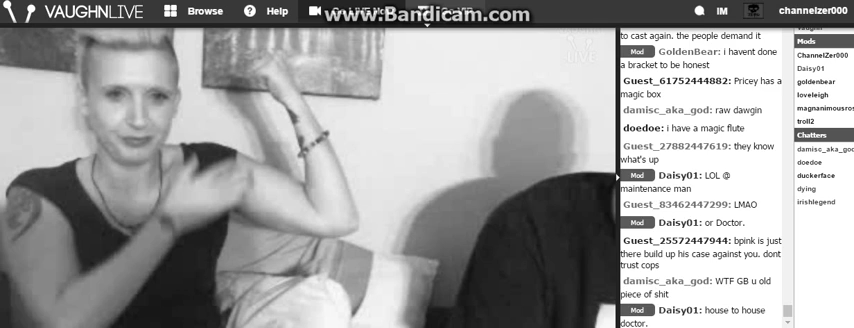 VAUGHNLIVE Browse Help www.Bandicam.com IM channelzer000
LIVE
to cast again. the people demand it
Mod GoldenBear: i havent done
a bracket to be honest
Guest_61752444882: Pricey has a
magic box
damisc_aka_god: raw dawgin
doedoe: i have a magic flute
Guest_27882447619: they know
what's up
Mod Daisy01: LOL @
maintenance man
Guest_83462447299: LMAO
Mod Daisy01: or Doctor.
Guest_25572447944: bpink is just
there build up his case against you. dont
trust cops
damisc_aka_god: WTF GB u old
piece of shit
Mod Daisy01: house to house
doctor.
Mods
ChannelZer000
Daisy01
goldenbear
loveleigh
magnanimousros
troll2
Chatters
damisc_aka_god
doedoe
duckerface
dying
irishlegend